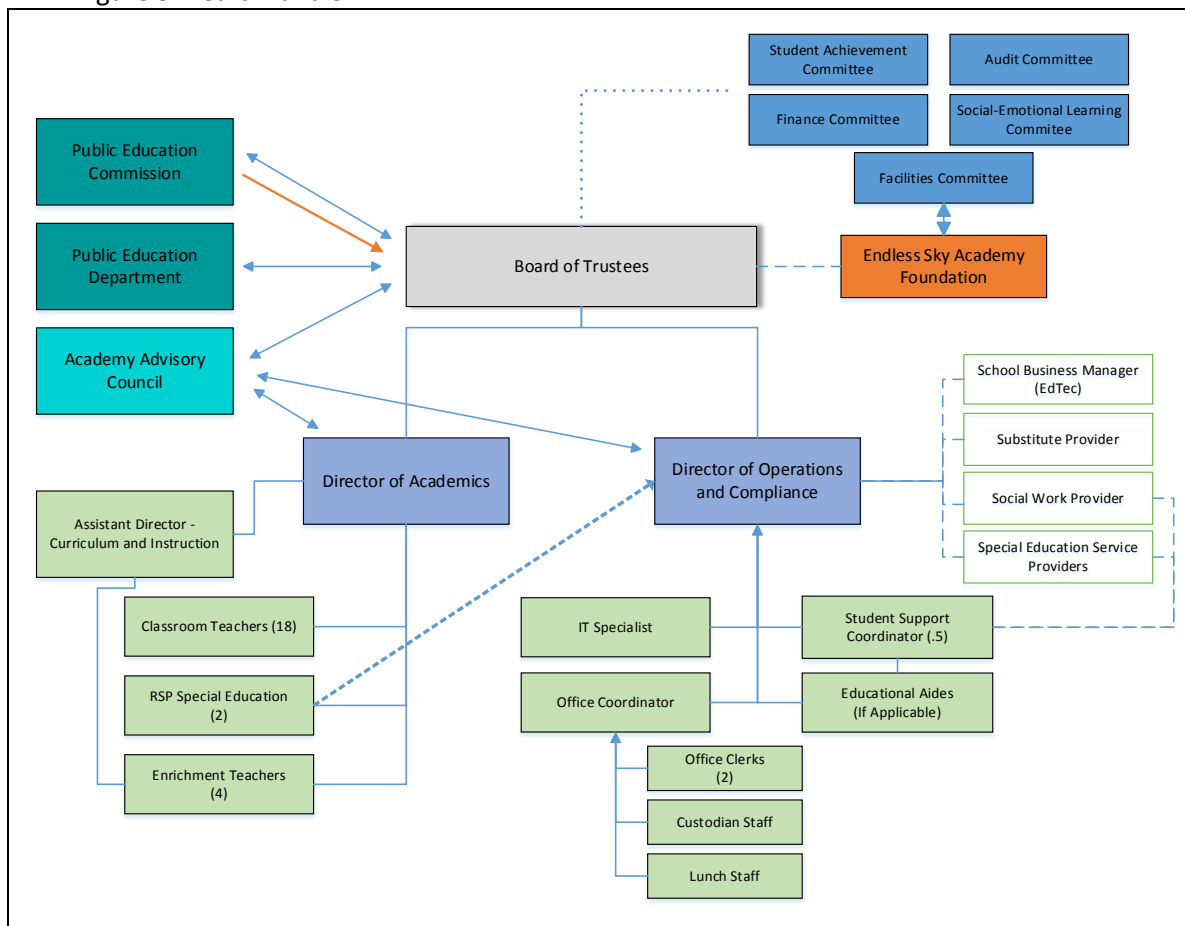 Student Achievement
Committee
Audit Committee
Finance Committee
Social-Emotional Learning
Commitee
Public Education
Commission
Facilities Committee
Public Education
Department
Board of Trustees
Endless Sky Academy
Foundation
Academy Advisory
Council
School Business Manager
(EdTec)
Substitute Provider
Director of Academics
Director of Operations
and Compliance
Social Work Provider
Assistant Director -
Curriculum and Instruction
Special Education Service
Providers
Classroom Teachers (18)
IT Specialist
Student Support
Coordinator (.5)
RSP Special Education
(2)
Office Coordinator
Educational Aides
(If Applicable)
Enrichment Teachers
(4)
Office Clerks
(2)
Custodian Staff
Lunch Staff